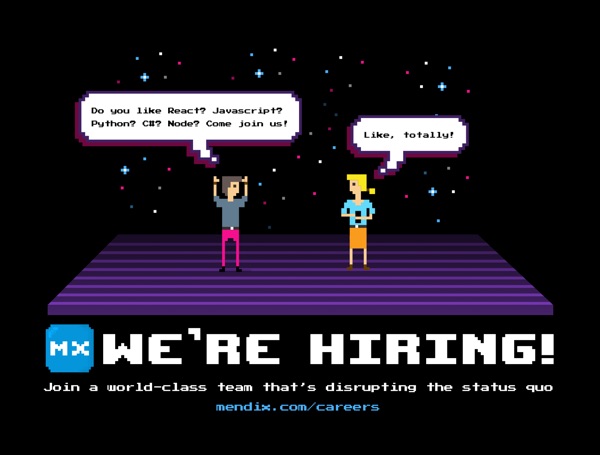 Do you like React? Javascript?
Python? C#? Node? Come join us!
Like, totally!
MX WE'RE HIRING!
Join a world-class team that's disrupting the status quo
mendix.com/careers